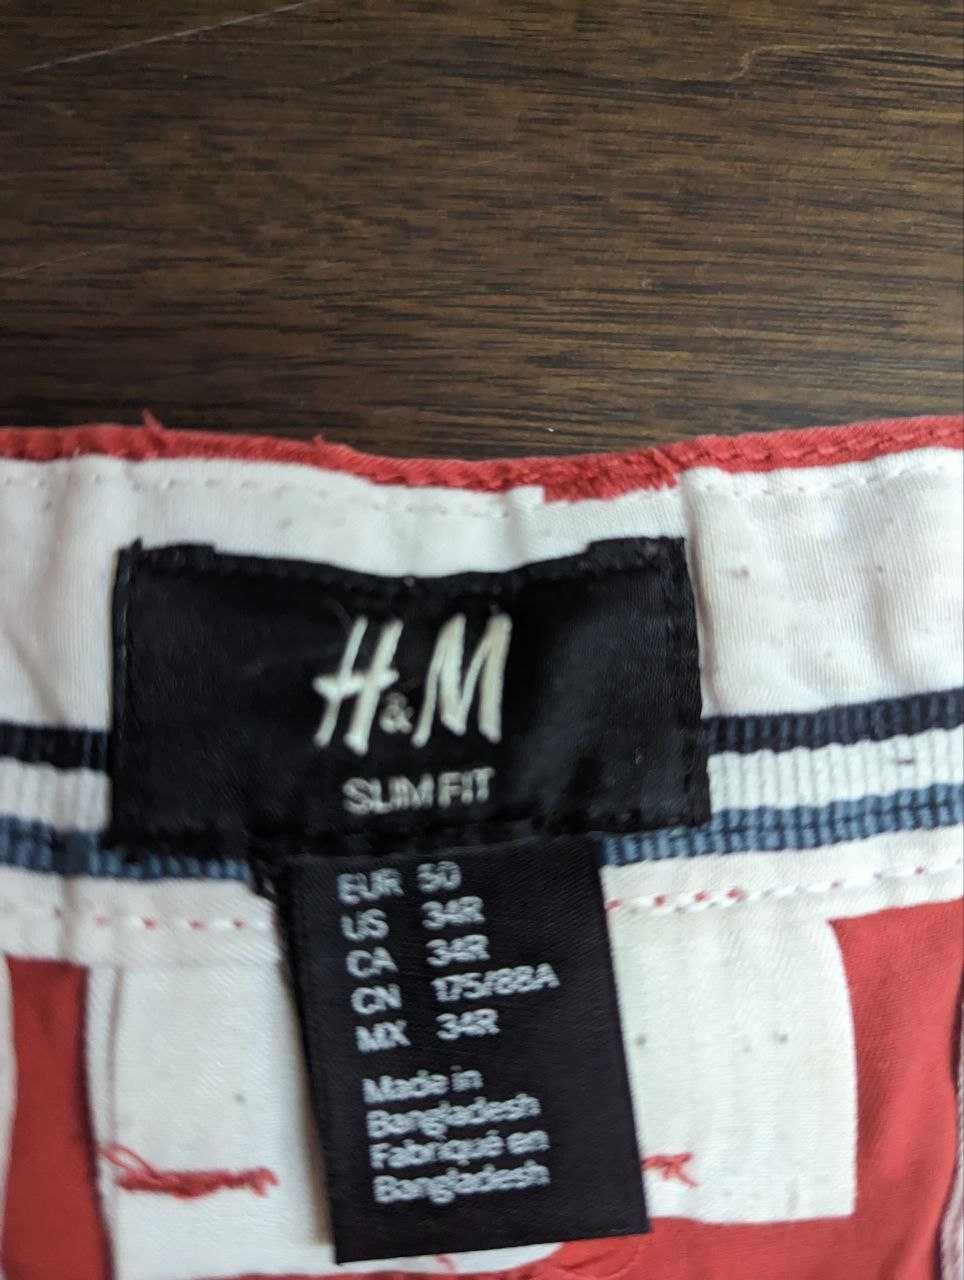 H&M
SLIM FIT
EUR 50
US 34R
CA 34R
CN 175/88A
MX 34R
Made in
Bangladesh
Fabriqué en
Bangladesh